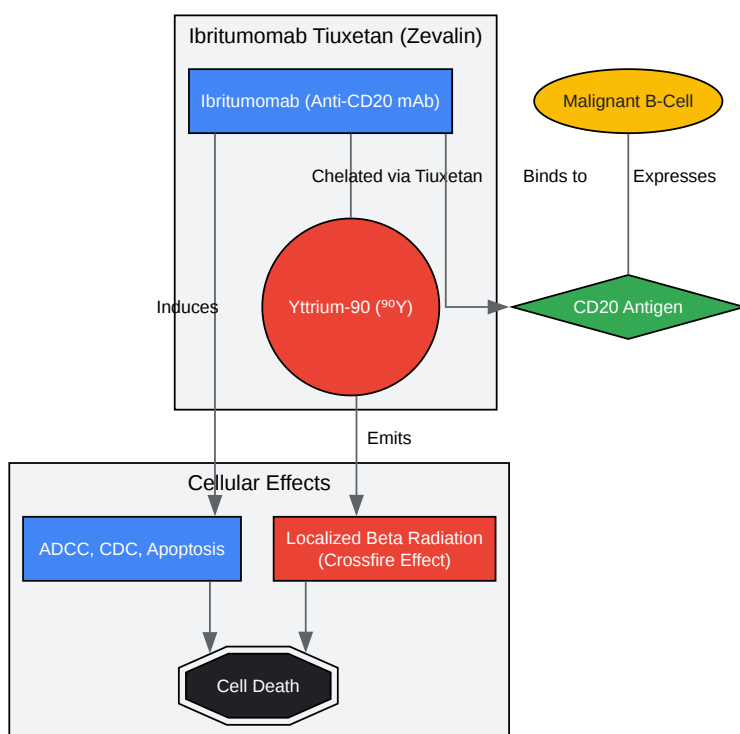 Ibritumomab Tiuxetan (Zevalin)
Ibritumomab (Anti-CD20 mAb)
Malignant B-Cell
Chelated via Tiuxetan
Binds to
Expresses
Induces
Yttrium-90 (⁹⁰Y)
CD20 Antigen
Emits
Cellular Effects
ADCC, CDC, Apoptosis
Localized Beta Radiation
(Crossfire Effect)
Cell Death